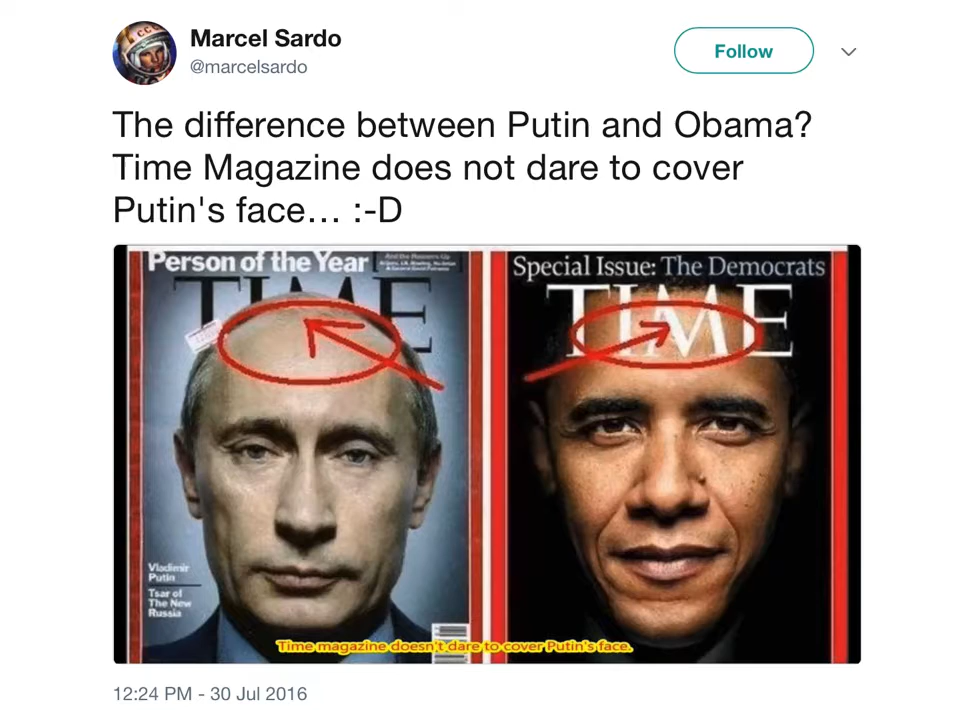 Marcel Sardo
@marcelsardo
Follow
The difference between Putin and Obama?
Time Magazine does not dare to cover
Putin's face... :-D
Person of the Year
TIME
Vladimir
Putin
Tsar of
The New
Russia
Special Issue: The Democrats
TIME
Time magazine doesn't dare to cover Putin's face.
12:24 PM - 30 Jul 2016